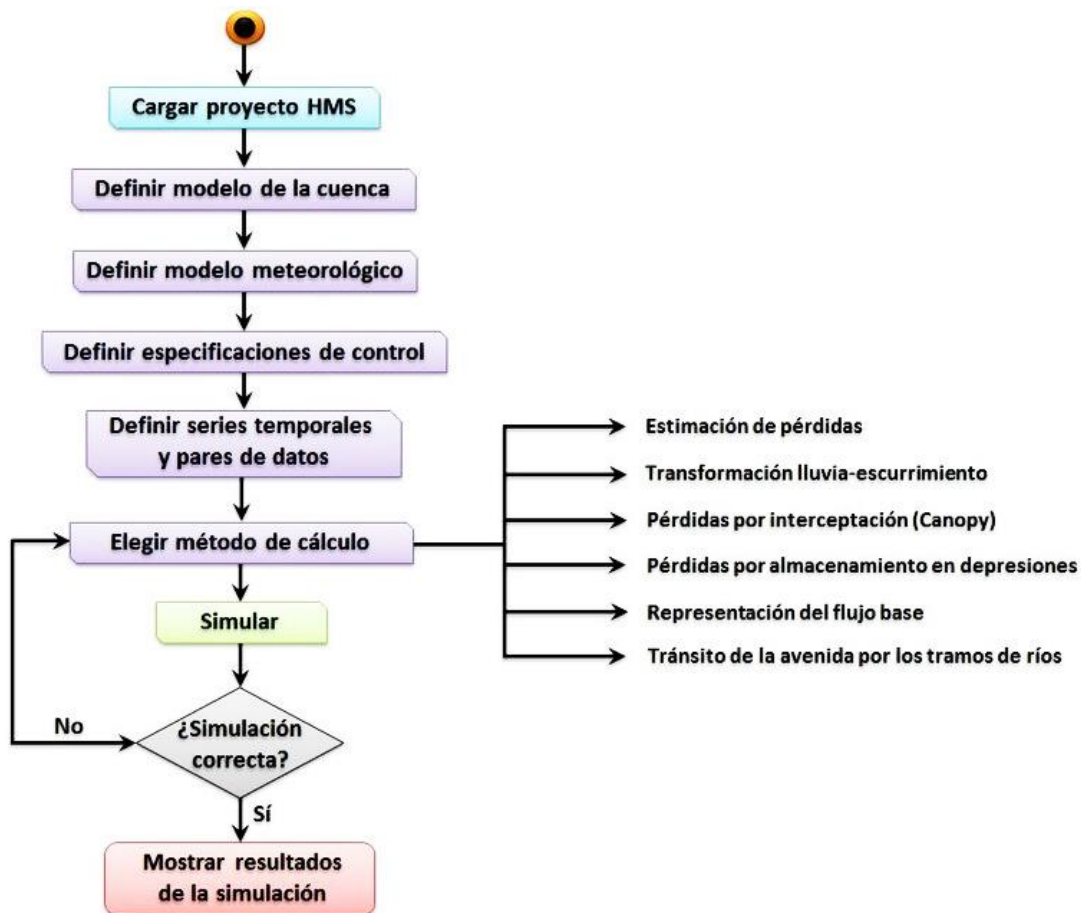 Cargar proyecto HMS
Definir modelo de la cuenca
Definir modelo meteorológico
Definir especificaciones de control
Definir series temporales
y pares de datos
Elegir método de cálculo
Estimación de pérdidas
Transformación lluvia-escurrimiento
Pérdidas por interceptación (Canopy)
Pérdidas por almacenamiento en depresiones
Representación del flujo base
Tránsito de la avenida por los tramos de ríos
Simular
¿Simulación
correcta?
No
Sí
Mostrar resultados
de la simulación